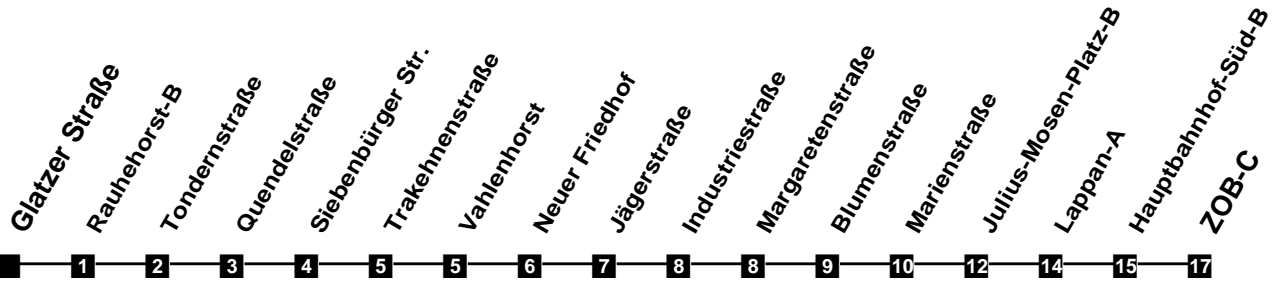 Glatzer Straße
Rauhehorst-B
Tondernstraße
Quendelstraße
Siebenbürger Str.
Trakehnenstraße
Vahlenhorst
Neuer Friedhof
Jägerstraße
Industriestraße
Margaretenstraße
Blumenstraße
Marienstraße
Julius-Mosen-Platz-B
Lappan-A
Hauptbahnhof-Süd-B
ZOB-C
1 2 3 4 5 5 6 7 8 8 9 10 12 14 15 17